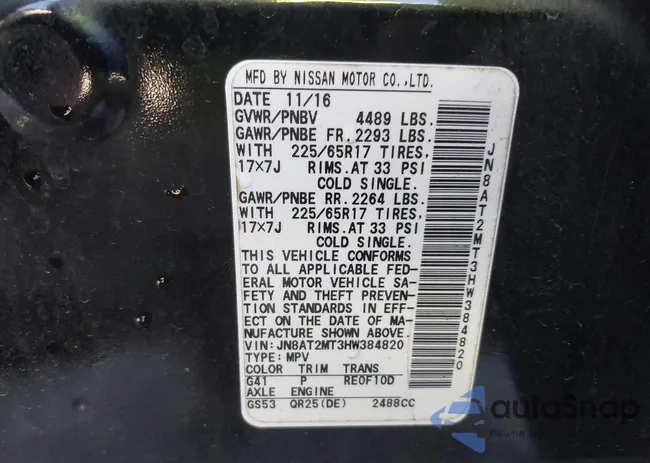 MFD BY NISSAN MOTOR CO.,LTD.
DATE 11/16
GVWR/PNBV 4489 LBS.
GAWR/PNBE FR. 2293 LBS.
WITH 225/65R17 TIRES,
17×7J RIMS.AT 33 PSI
COLD SINGLE.
GAWR/PNBE RR. 2264 LBS.
WITH 225/65R17 TIRES,
17×7J RIMS.AT 33 PSI
COLD SINGLE.
THIS VEHICLE CONFORMS
TO ALL APPLICABLE FED-
ERAL MOTOR VEHICLE SA-
FETY AND THEFT PREVEN-
TION STANDARDS IN EFF-
ECT ON THE DATE OF MA-
NUFACTURE SHOWN ABOVE.
VIN:JN8AT2MT3HW384820
TYPE:MPV
COLOR TRIM TRANS
G41 P RE0F10D
AXLE ENGINE
GS53 QR25(DE) 2488CC
JN8AT2MT3HW384820
autoSnap